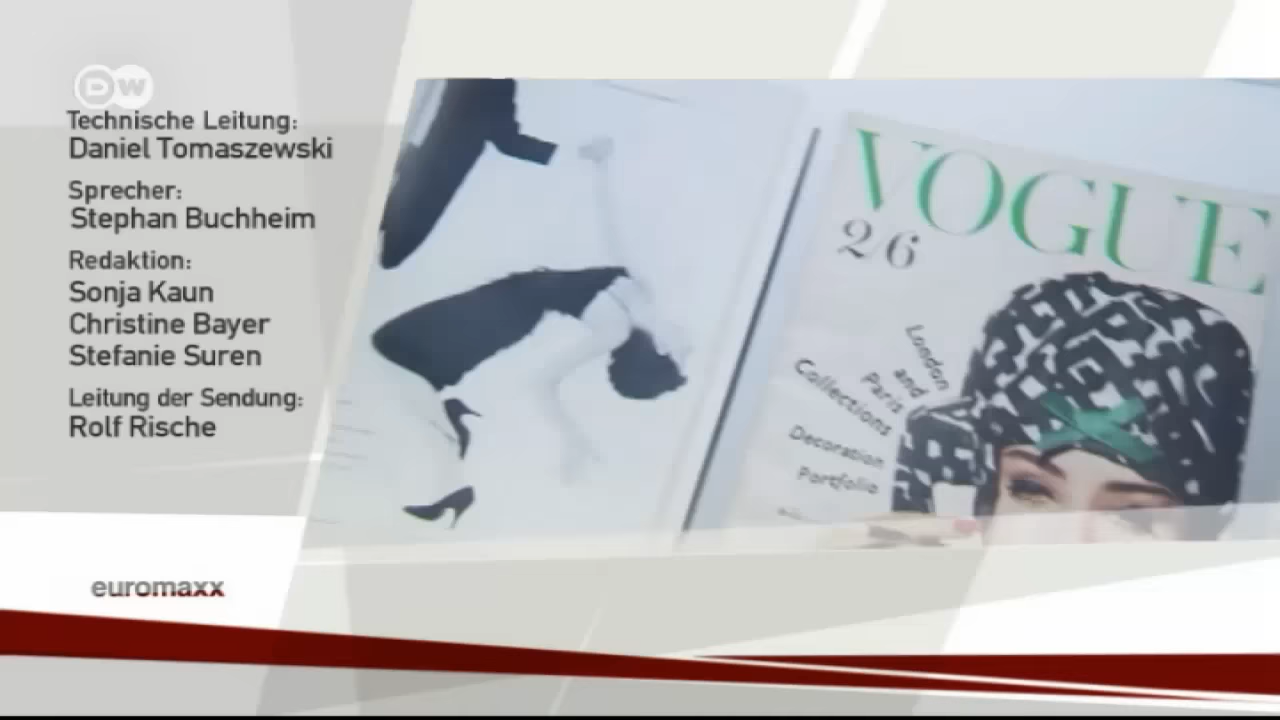 DW
Technische Leitung:
Daniel Tomaszewski
Sprecher:
Stephan Buchheim
Redaktion:
Sonja Kaun
Christine Bayer
Stefanie Suren
Leitung der Sendung:
Rolf Rische
euromaxx
VOGUE
2/6
London
and
Paris
Collections
Decoration
Portfolio